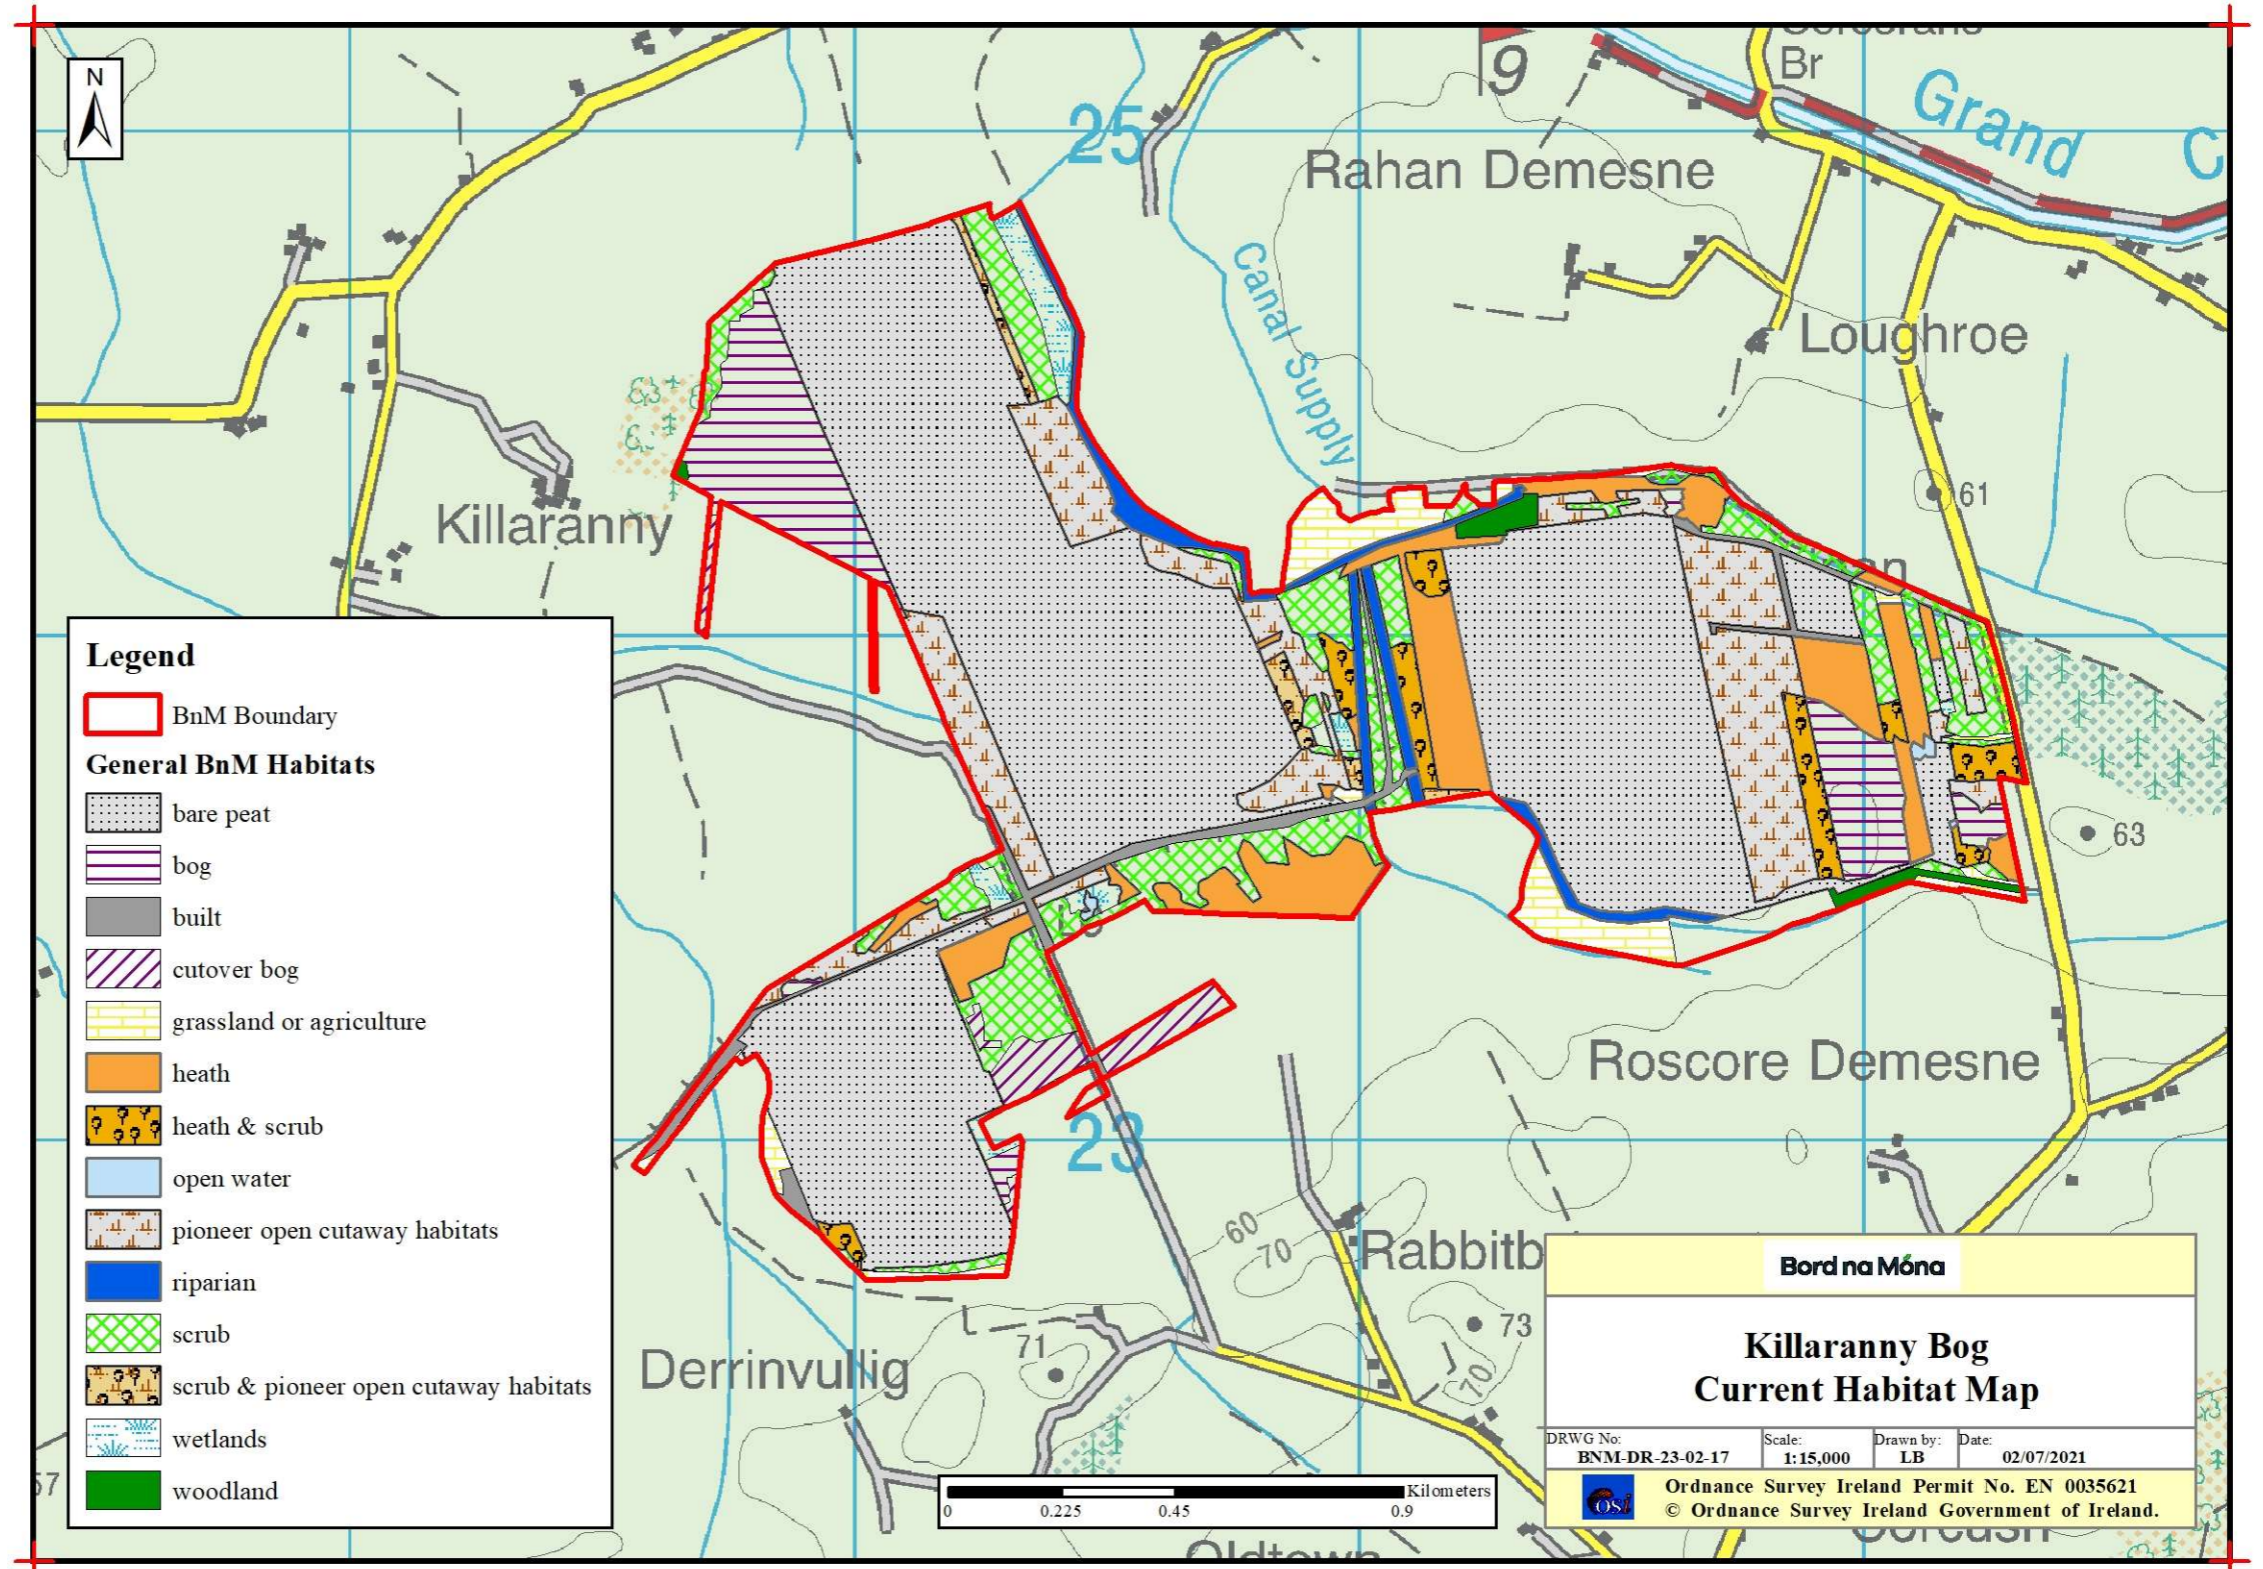 N
25
9
Br
Grand C
Rahan Demesne
Canal Supply
Loughroe
61
Killaranny
63
23
Roscore Demesne
60
70
Rabbitb
73
70
71
Derrinvullig
57
Oldtown
Legend
BnM Boundary
General BnM Habitats
bare peat
bog
built
cutover bog
grassland or agriculture
heath
heath & scrub
open water
pioneer open cutaway habitats
riparian
scrub
scrub & pioneer open cutaway habitats
wetlands
woodland
Kilometers
0 0.225 0.45 0.9
Bord na Móna
Killaranny Bog
Current Habitat Map
DRWG No: Scale: Drawn by: Date:
BNM-DR-23-02-17 1:15,000 LB 02/07/2021
osi
Ordnance Survey Ireland Permit No. EN 0035621
© Ordnance Survey Ireland Government of Ireland.